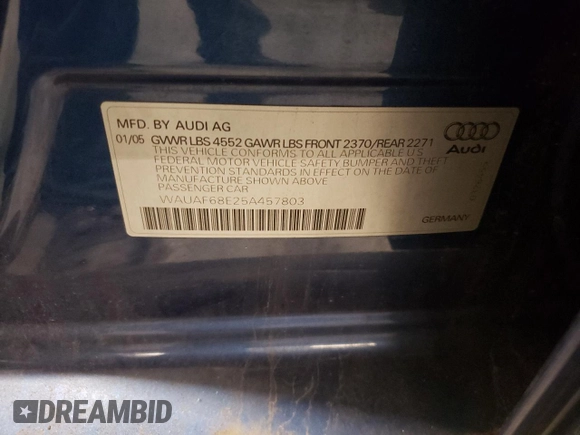 MFD. BY AUDI AG
01/05 GVWR LBS 4552 GAWR LBS FRONT 2370/REAR 2271
THIS VEHICLE CONFORMS TO ALL APPLICABLE U S
FEDERAL MOTOR VEHICLE SAFETY BUMPER AND THEFT
PREVENTION STANDARDS IN EFFECT ON THE DATE OF
MANUFACTURE SHOWN ABOVE
PASSENGER CAR
WAUAF68E25A457803
Audi
GERMANY
DREAMBID